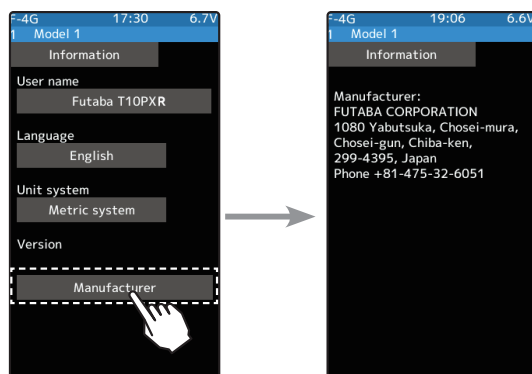 F-4G 17:30 6.7V
1 Model 1
Information
User name
Futaba T10PXR
Language
English
Unit system
Metric system
Version
Manufacturer
F-4G 19:06 6.6V
1 Model 1
Information
Manufacturer:
FUTABA CORPORATION
1080 Yabutsuka, Chosei-mura,
Chosei-gun, Chiba-ken,
299-4395, Japan
Phone +81-475-32-6051